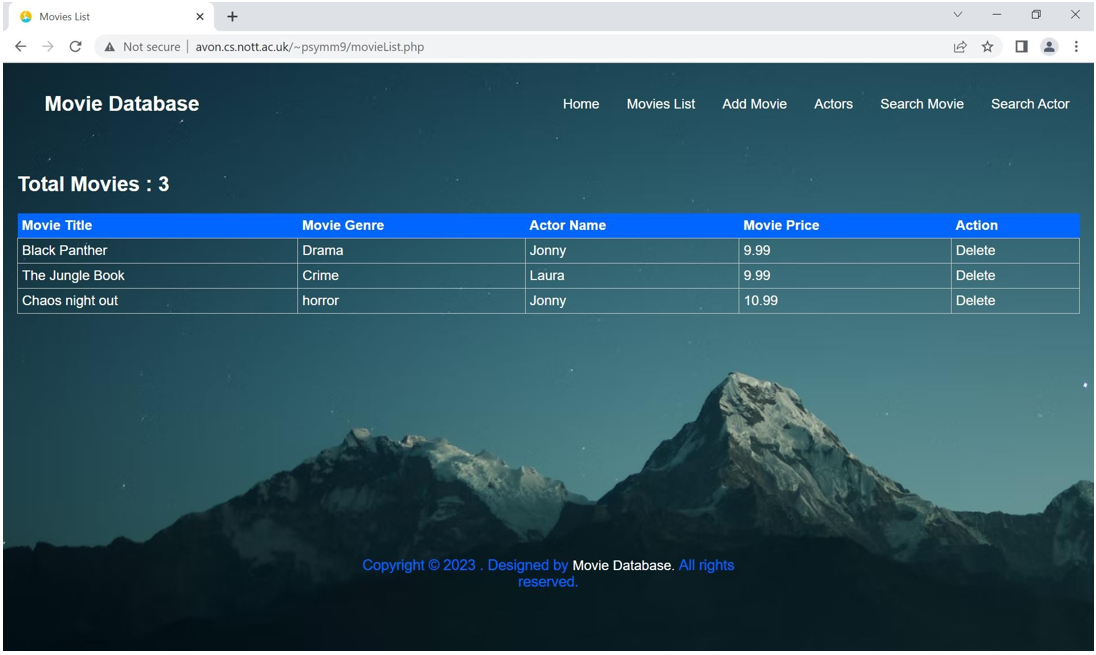 Movies List
Not secure | avon.cs.nott.ac.uk/~psymm9/movieList.php
Movie Database Home Movies List Add Movie Actors Search Movie Search Actor
Total Movies : 3
Movie Title Movie Genre Actor Name Movie Price Action
Black Panther Drama Jonny 9.99 Delete
The Jungle Book Crime Laura 9.99 Delete
Chaos night out horror Jonny 10.99 Delete
Copyright © 2023 . Designed by Movie Database. All rights
reserved.